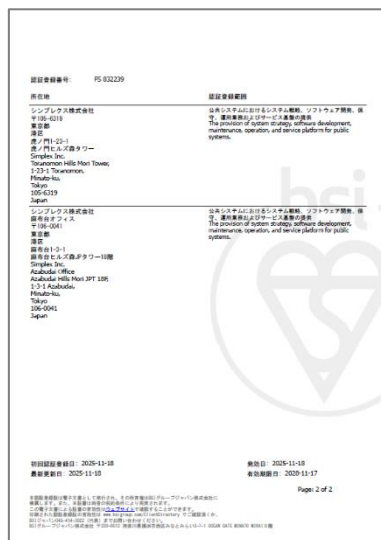 認証登録番号: FS 832239
所在地 認証登録範囲
シンプレクス株式会社
〒105-6319
東京都
港区
虎ノ門1-23-1
虎ノ門ヒルズ森タワー
Simplex Inc.
Toranomon Hills Mori Tower,
1-23-1 Toranomon,
Minato-ku,
Tokyo
105-6319
Japan
公共システムにおけるシステム戦略、ソフトウェア開発、保
守、運用業務およびサービス基盤の提供
The provision of system strategy, software development,
maintenance, operation, and service platform for public
systems.
シンプレクス株式会社
麻布台オフィス
〒106-0041
東京都
港区
麻布台1-3-1
麻布台ヒルズ森JPタワー18階
Simplex Inc.
Azabudai Office
Azabudai Hills Mori JPT 18F,
1-3-1 Azabudai,
Minato-ku,
Tokyo
106-0041
Japan
公共システムにおけるシステム戦略、ソフトウェア開発、保
守、運用業務およびサービス基盤の提供
The provision of system strategy, software development,
maintenance, operation, and service platform for public
systems.
bsi
初回認証登録日: 2025-11-18 発効日: 2025-11-18
最新更新日: 2025-11-18 有効期限日: 2028-11-17
Page: 2 of 2